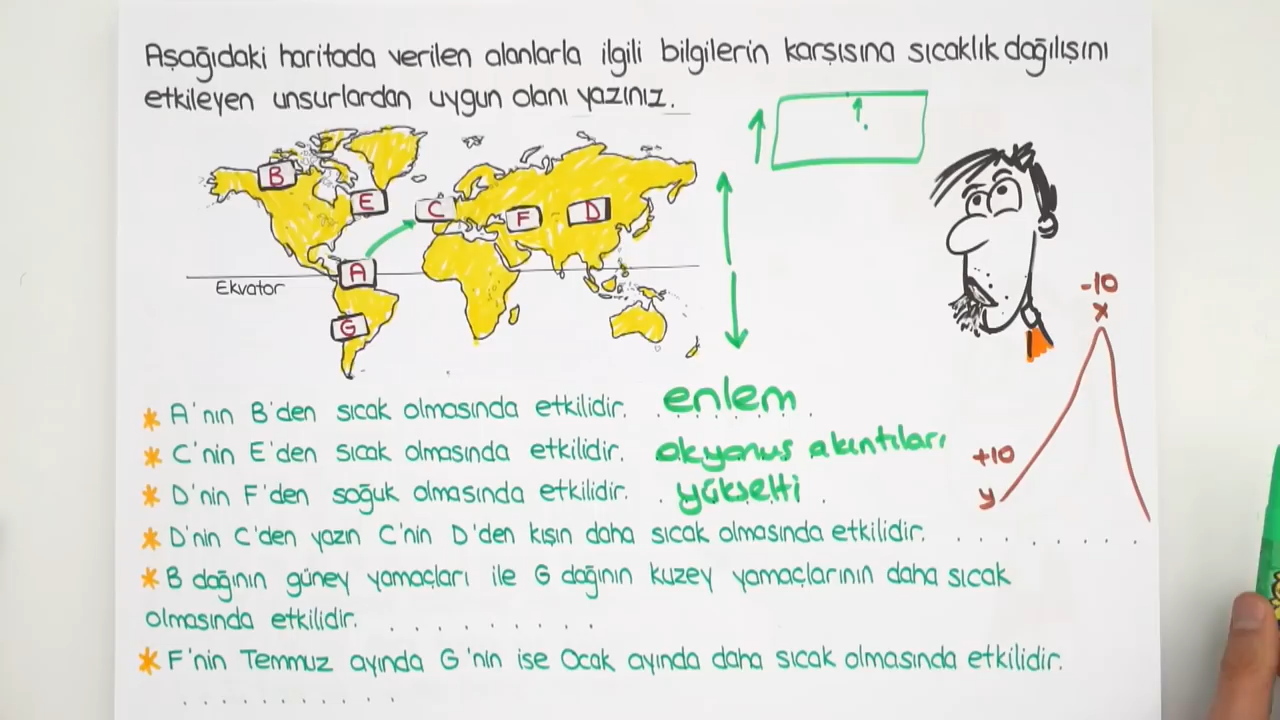 Aşağıdaki haritada verilen alanlarla ilgili bilgilerin karşısına sıcaklık dağılışını
etkileyen unsurlardan uygun olanı yazınız.
B
E
C
F
D
A
Ekvator
G
-10
x
+10
y
* A'nın B'den sıcak olmasında etkilidir. enlem
* C'nin E'den sıcak olmasında etkilidir. okyanus akıntıları
* D'nin F'den soğuk olmasında etkilidir. yükselti
* D'nin C'den yazın C'nin D'den kışın daha sıcak olmasında etkilidir. . . . . . . . .
* B dağının güney yamaçları ile G dağının kuzey yamaçlarının daha sıcak
olmasında etkilidir. . . . . . . . . .
* F'nin Temmuz ayında G'nin ise Ocak ayında daha sıcak olmasında etkilidir.
. . . . . . . . . .